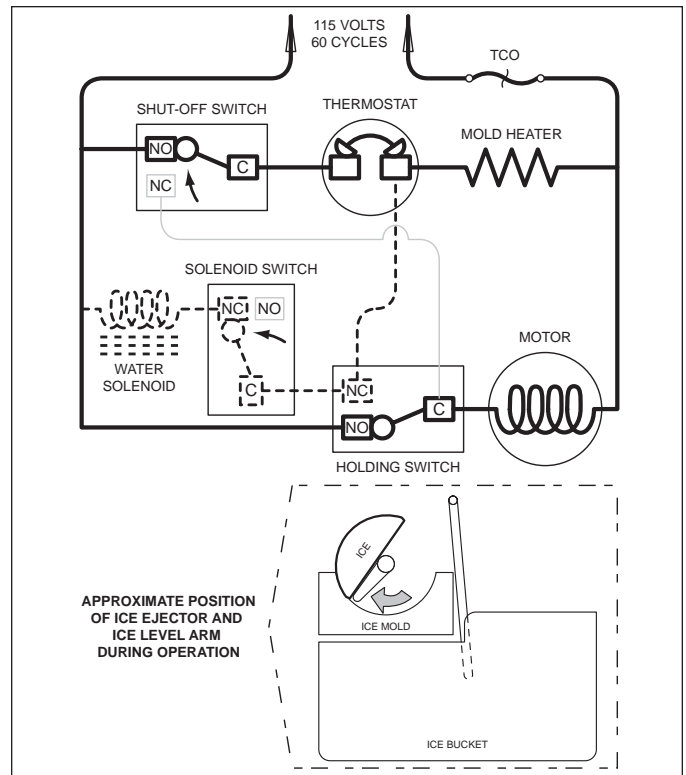 115 VOLTS
60 CYCLES
TCO
SHUT-OFF SWITCH
THERMOSTAT
MOLD HEATER
NO
C
NC
SOLENOID SWITCH
NC NO
WATER
SOLENOID
C
NC
MOTOR
C
NO
HOLDING SWITCH
ICE
APPROXIMATE POSITION
OF ICE EJECTOR AND
ICE LEVEL ARM
DURING OPERATION
ICE MOLD
ICE BUCKET